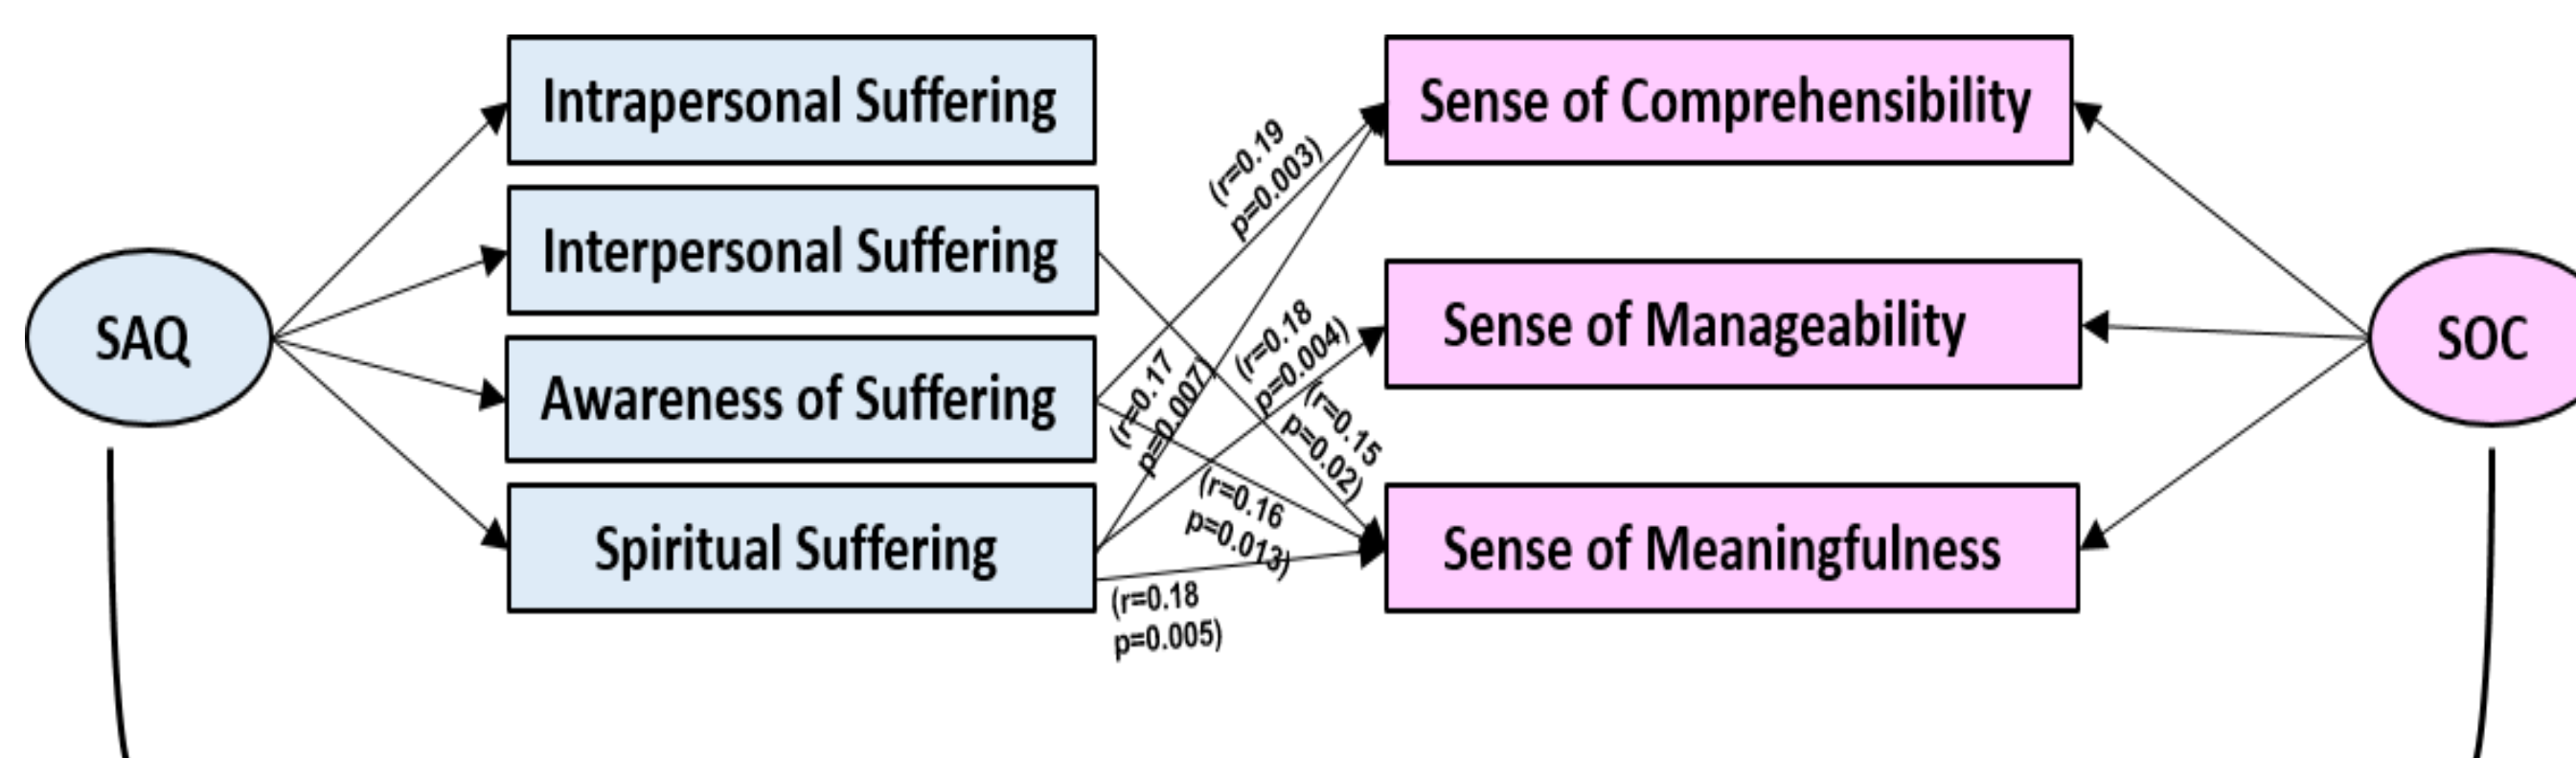 SAQ
Intrapersonal Suffering
Interpersonal Suffering
Awareness of Suffering
Spiritual Suffering
(r=0.19
p=0.003)
(r=0.17
p=0.007)
(r=0.18
p=0.004)
(r=0.15
p=0.02)
(r=0.16
p=0.013)
(r=0.18
p=0.005)
Sense of Comprehensibility
Sense of Manageability
Sense of Meaningfulness
SOC